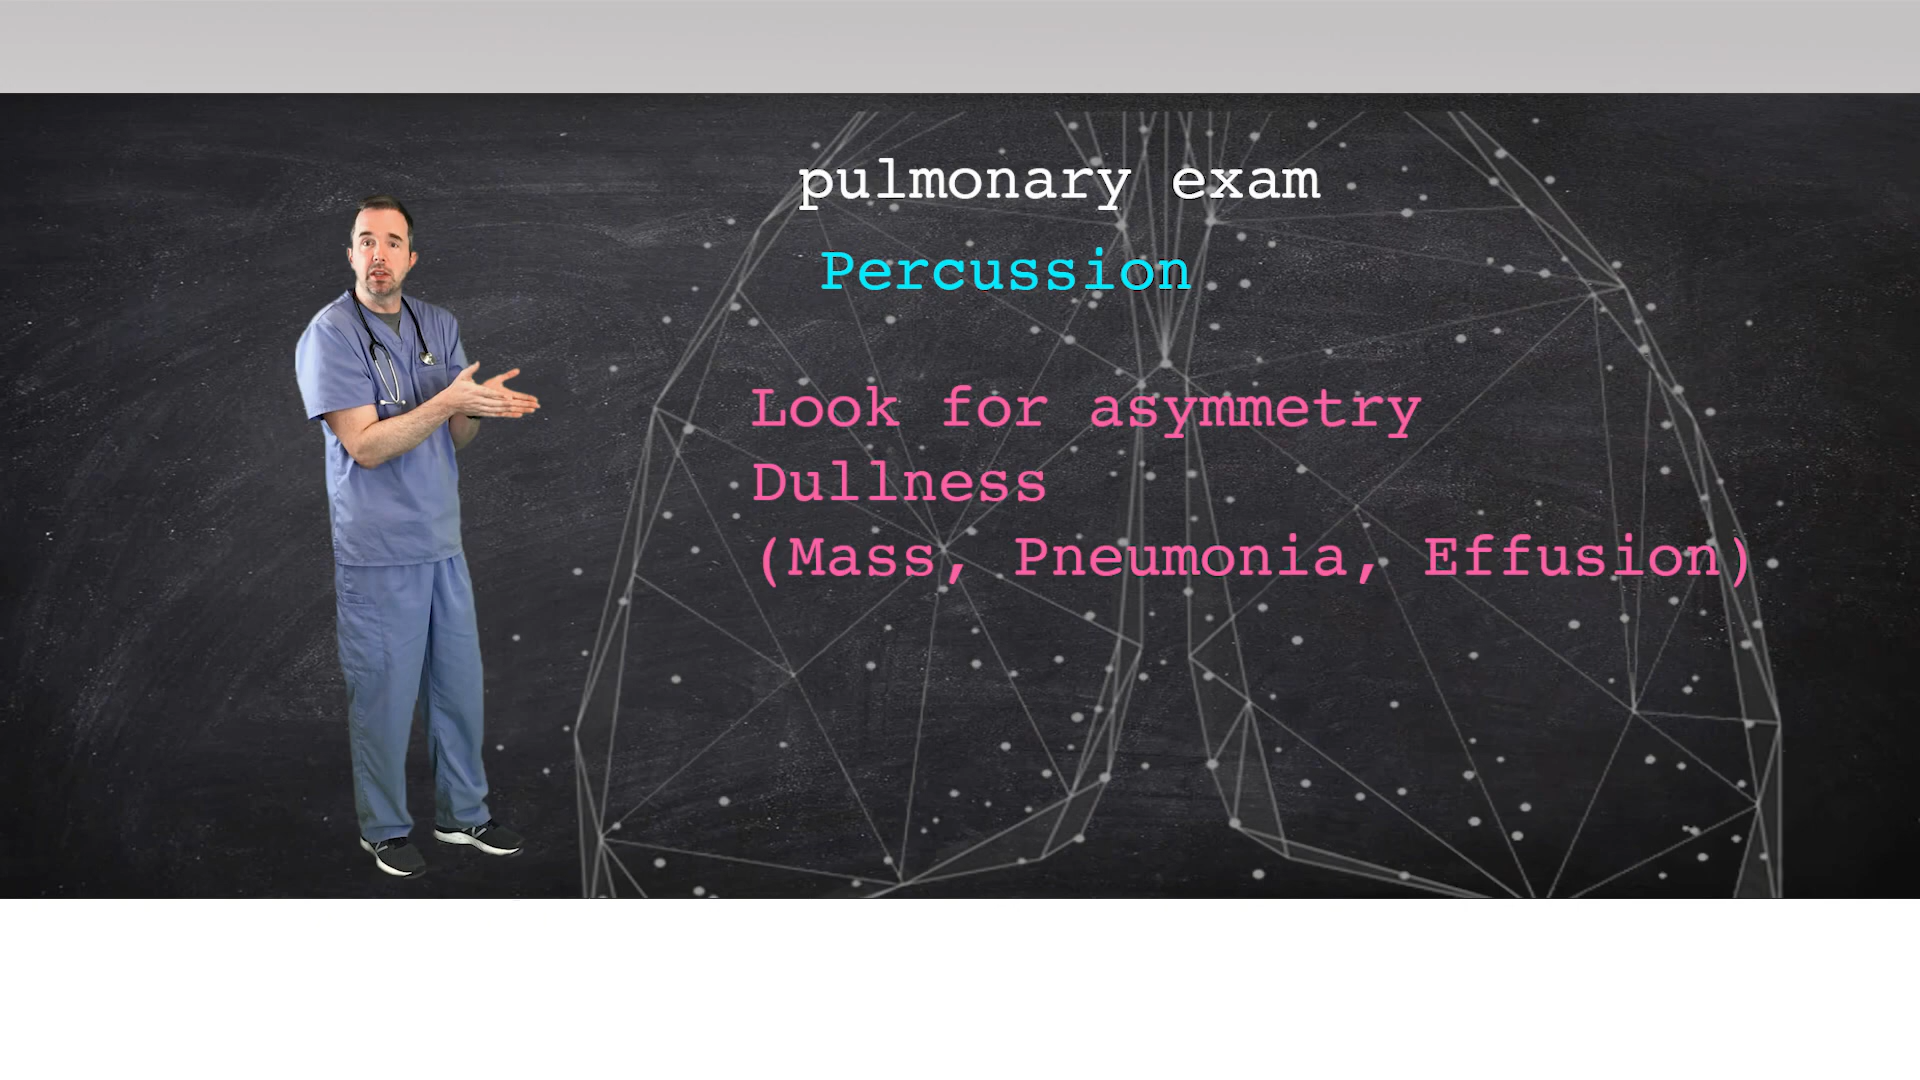 pulmonary exam
Percussion
Look for asymmetry
Dullness
(Mass, Pneumonia, Effusion)